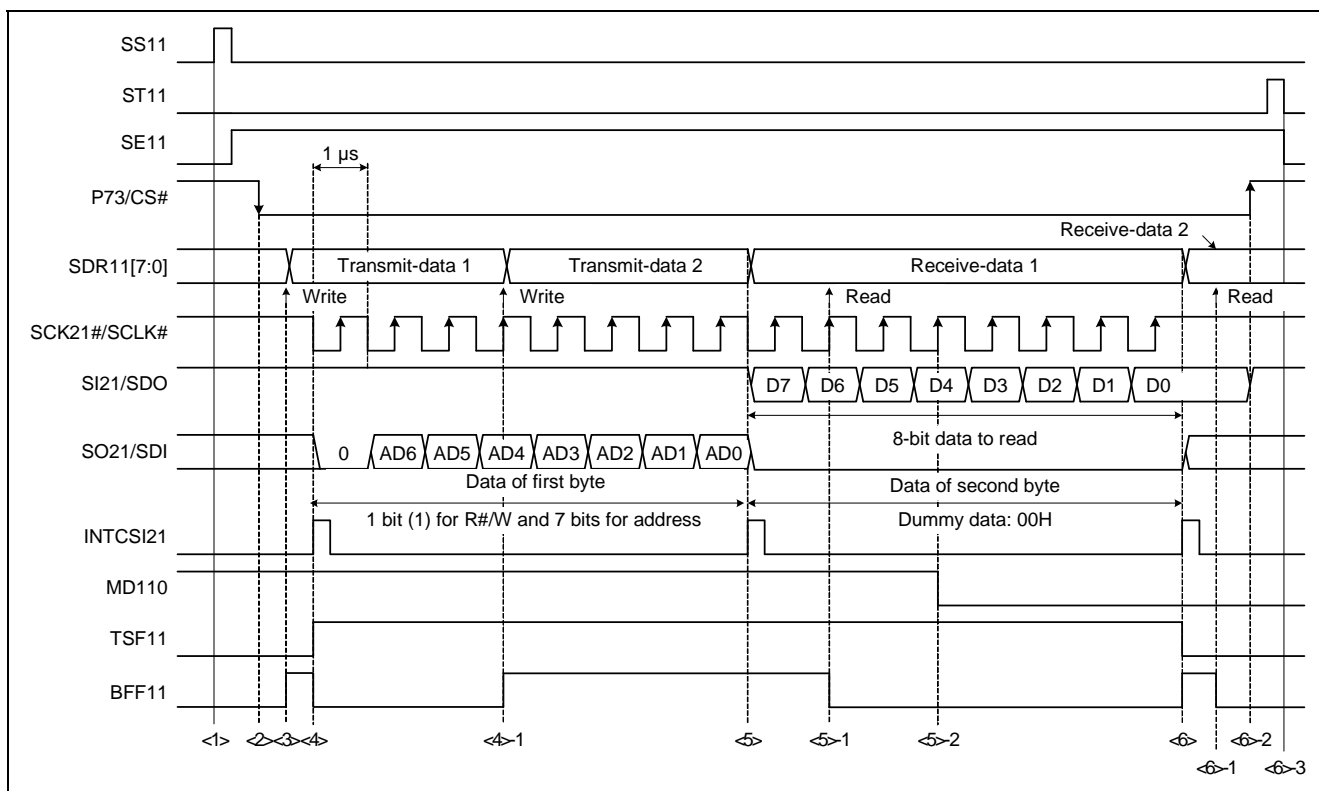 SS11
ST11
SE11
1 µs
P73/CS#
Receive-data 2
SDR11[7:0] Transmit-data 1 Transmit-data 2 Receive-data 1
Write Write Read Read
SCK21#/SCLK#
SI21/SDO D7 D6 D5 D4 D3 D2 D1 D0
8-bit data to read
SO21/SDI 0 AD6 AD5 AD4 AD3 AD2 AD1 AD0
Data of first byte Data of second byte
1 bit (1) for R#/W and 7 bits for address Dummy data: 00H
INTCSI21
MD110
TSF11
BFF11
<1> <2> <3> <4> <4>-1 <5> <5>-1 <5>-2 <6> <6>-2
<6>-1 <6>-3